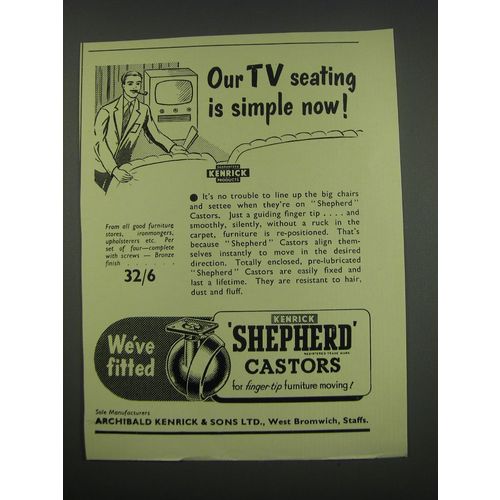 Our TV seating
is simple now!
GUARANTEED
KENRICK
PRODUCTS
It's no trouble to line up the big chairs
and settee when they're on "Shepherd"
Castors. Just a guiding finger tip . . . . and
smoothly, silently, without a ruck in the
carpet, furniture is re-positioned. That's
because "Shepherd" Castors align them-
selves instantly to move in the desired
direction. Totally enclosed, pre-lubricated
"Shepherd" Castors are easily fixed and
last a lifetime. They are resistant to hair,
dust and fluff.
From all good furniture
stores, ironmongers,
upholsterers etc. Per
set of four—complete
with screws — Bronze
finish . . . . . . .
32/6
We've
fitted
KENRICK
'SHEPHERD'
REGISTERED TRADE MARK
CASTORS
for finger-tip furniture moving!
Sole Manufacturers
ARCHIBALD KENRICK & SONS LTD., West Bromwich, Staffs.